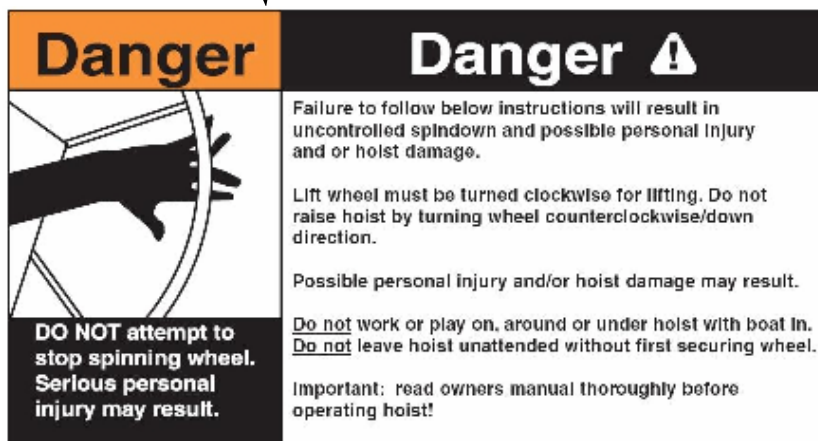 Danger
DO NOT attempt to
stop spinning wheel.
Serious personal
injury may result.
Danger
Failure to follow below instructions will result in
uncontrolled spindown and possible personal injury
and or hoist damage.
Lift wheel must be turned clockwise for lifting. Do not
raise hoist by turning wheel counterclockwise/down
direction.
Possible personal injury and/or hoist damage may result.
Do not work or play on, around or under hoist with boat in.
Do not leave hoist unattended without first securing wheel.
Important: read owners manual thoroughly before
operating hoist!